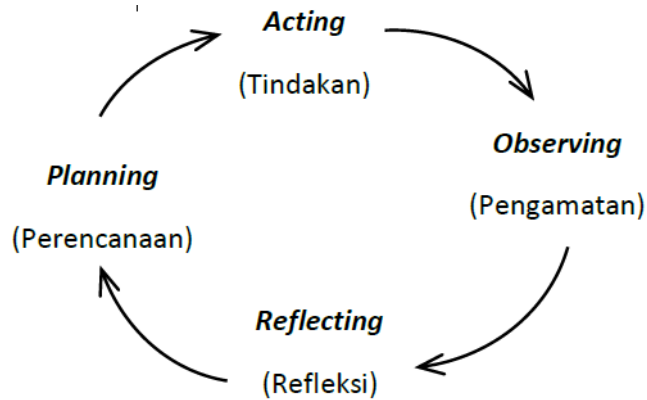 Acting
(Tindakan)
Observing
(Pengamatan)
Planning
(Perencanaan)
Reflecting
(Refleksi)